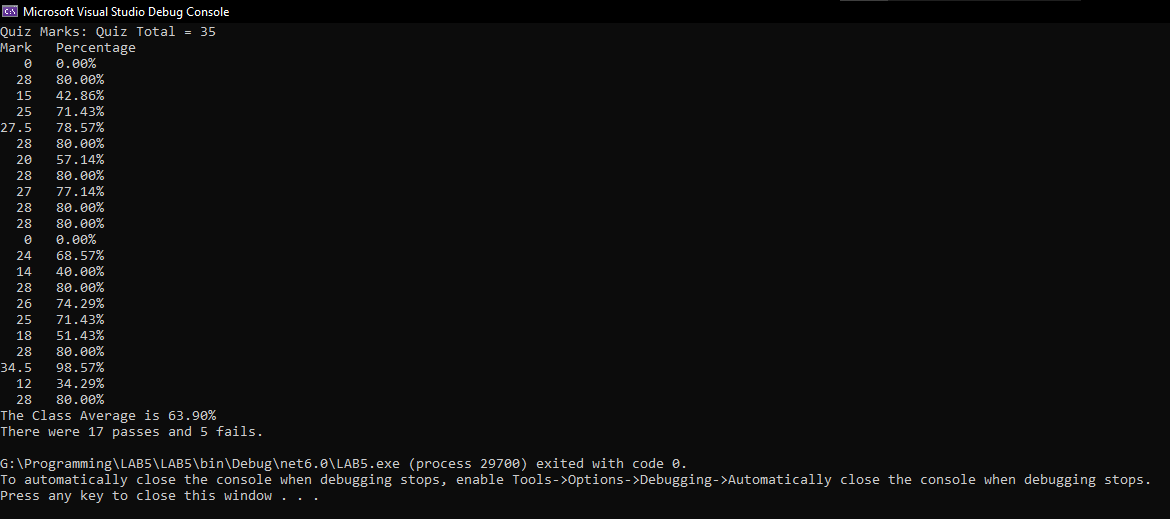 Microsoft Visual Studio Debug Console
Quiz Marks: Quiz Total = 35
Mark   Percentage
   0   0.00%
  28   80.00%
  15   42.86%
  25   71.43%
27.5   78.57%
  28   80.00%
  20   57.14%
  28   80.00%
  27   77.14%
  28   80.00%
  28   80.00%
   0   0.00%
  24   68.57%
  14   40.00%
  28   80.00%
  26   74.29%
  25   71.43%
  18   51.43%
  28   80.00%
34.5   98.57%
  12   34.29%
  28   80.00%
The Class Average is 63.90%
There were 17 passes and 5 fails.
G:\Programming\LAB5\LAB5\bin\Debug\net6.0\LAB5.exe (process 29700) exited with code 0.
To automatically close the console when debugging stops, enable Tools->Options->Debugging->Automatically close the console when debugging stops.
Press any key to close this window . . .